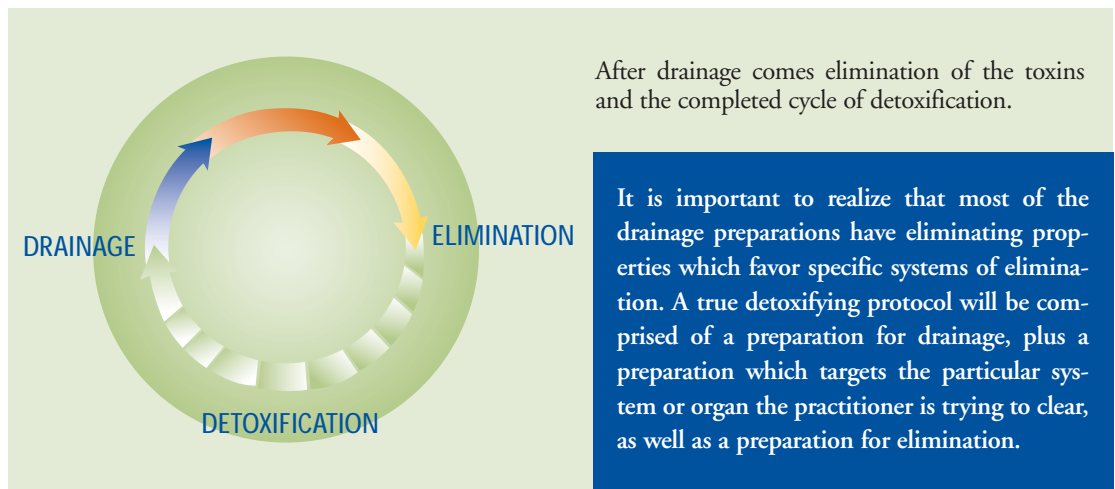 After drainage comes elimination of the toxins
and the completed cycle of detoxification.
DRAINAGE
ELIMINATION
DETOXIFICATION
It is important to realize that most of the
drainage preparations have eliminating prop-
erties which favor specific systems of elimina-
tion. A true detoxifying protocol will be com-
prised of a preparation for drainage, plus a
preparation which targets the particular sys-
tem or organ the practitioner is trying to clear,
as well as a preparation for elimination.